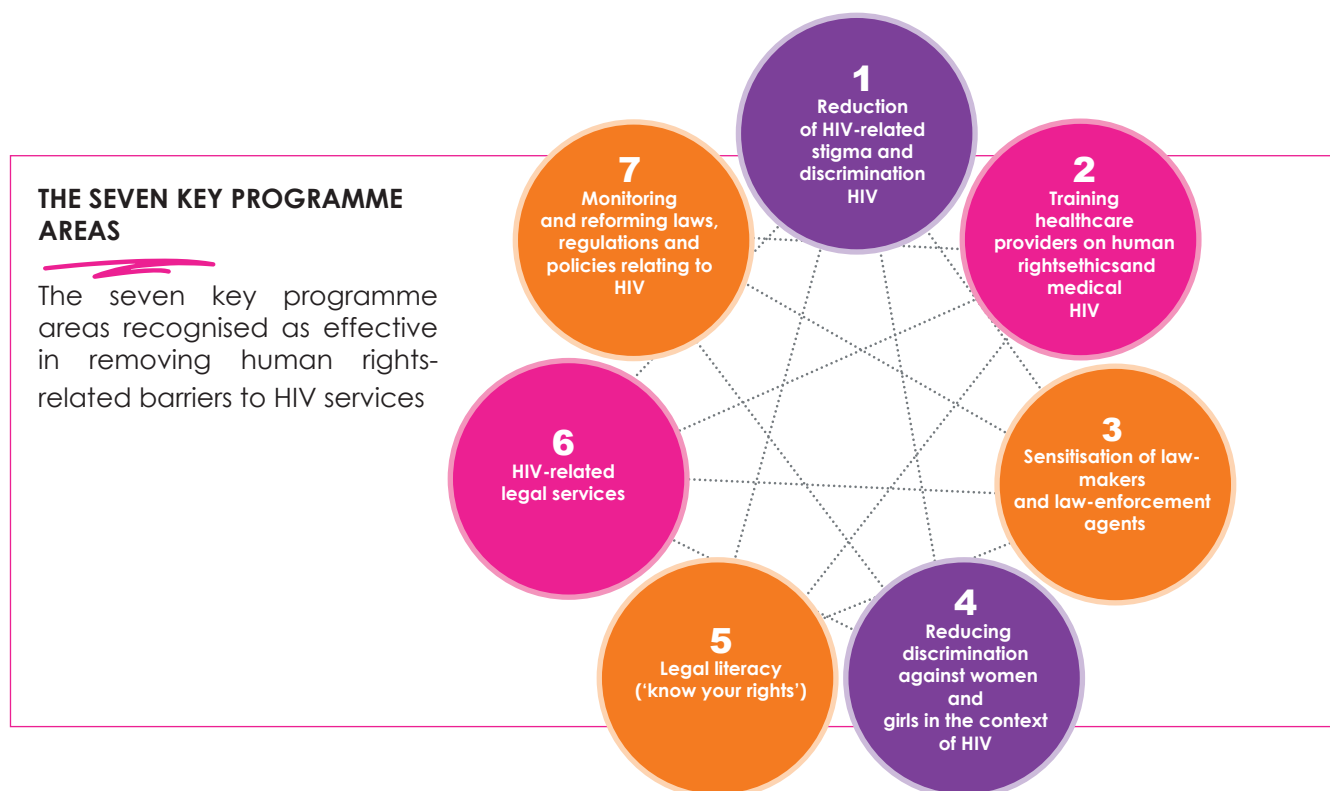 THE SEVEN KEY PROGRAMME
AREAS
The seven key programme
areas recognised as effective
in removing human rights-
related barriers to HIV services
1
Reduction
of HIV-related
stigma and
discrimination
HIV
2
Training
healthcare
providers on human
rightsethicsand
medical
HIV
3
Sensitisation of law-
makers
and law-enforcement
agents
4
Reducing
discrimination
against women
and
girls in the context
of HIV
5
Legal literacy
(‘know your rights’)
6
HIV-related
legal services
7
Monitoring
and reforming laws,
regulations and
policies relating to
HIV